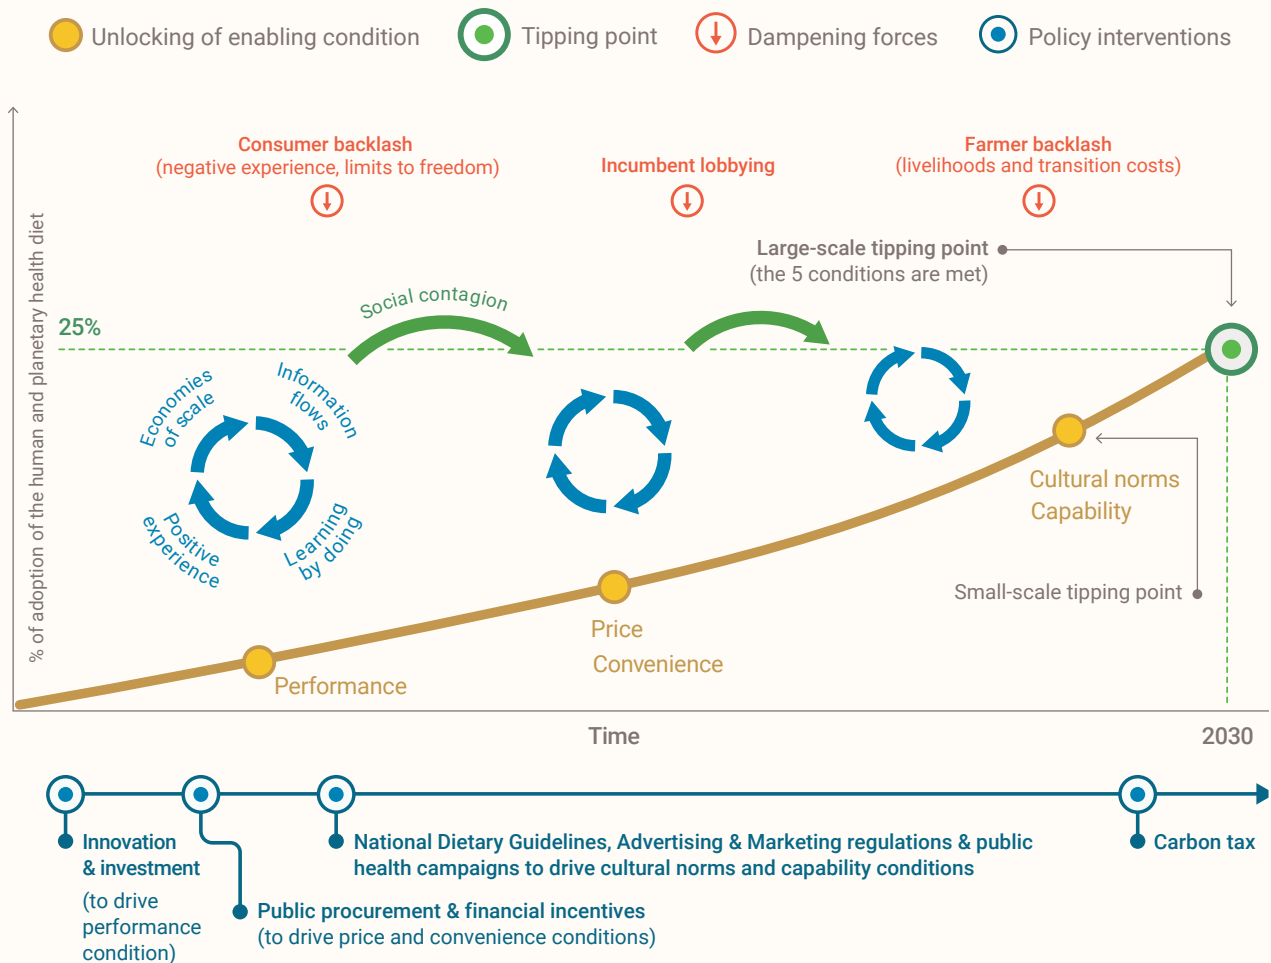 Unlocking of enabling condition
Tipping point
Dampening forces
Policy interventions
% of adoption of the human and planetary health diet
Consumer backlash
(negative experience, limits to freedom)
Incumbent lobbying
Farmer backlash
(livelihoods and transition costs)
Large-scale tipping point
(the 5 conditions are met)
25%
Social contagion
Economies
of scale
Information
flows
Positive
experience
Learning
by doing
Cultural norms
Capability
Small-scale tipping point
Price
Convenience
Performance
Time
2030
Innovation
& investment
(to drive
performance
condition)
Public procurement & financial incentives
(to drive price and convenience conditions)
National Dietary Guidelines, Advertising & Marketing regulations & public
health campaigns to drive cultural norms and capability conditions
Carbon tax